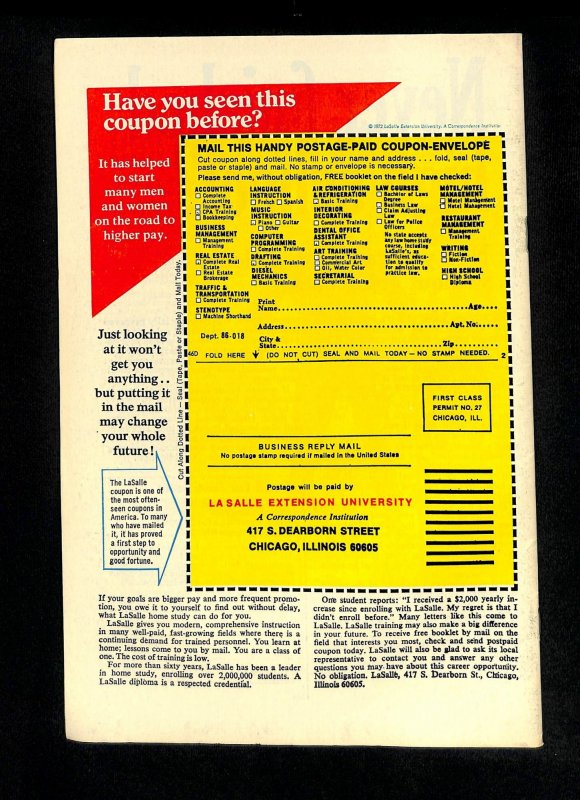 Have you seen this
coupon before?
© 1972 LaSalle Extension University. A Correspondence Institution
It has helped
to start
many men
and women
on the road to
higher pay.
Just looking
at it won't
get you
anything..
but putting it
in the mail
may change
your whole
future!
The LaSalle
coupon is one of
the most often-
seen coupons in
America. To many
who have mailed
it, it has proved
a first step to
opportunity and
good fortune.
Cut Along Dotted Line — Seal (Tape, Paste or Staple) and Mail Today.
MAIL THIS HANDY POSTAGE-PAID COUPON-ENVELOPE
Cut coupon along dotted lines, fill in your name and address . . . fold, seal (tape,
paste or staple) and mail. No stamp or envelope is necessary.
Please send me, without obligation, FREE booklet on the field I have checked:
ACCOUNTING
Complete
Accounting
Income Tax
CPA Training
Bookkeeping
BUSINESS
MANAGEMENT
Management
Training
REAL ESTATE
Complete Real
Estate
Real Estate
Brokerage
TRAFFIC &
TRANSPORTATION
Complete Training
STENOTYPE
Machine Shorthand
LANGUAGE
INSTRUCTION
French Spanish
MUSIC
INSTRUCTION
Piano Guitar
Other
COMPUTER
PROGRAMMING
Complete Training
DRAFTING
Complete Training
DIESEL
MECHANICS
Basic Training
AIR CONDITIONING
& REFRIGERATION
Basic Training
INTERIOR
DECORATING
Complete Training
DENTAL OFFICE
ASSISTANT
Complete Training
ART TRAINING
Complete Training
Commercial Art
Oil, Water Color
SECRETARIAL
Complete Training
LAW COURSES
Bachelor of Laws
Degree
Business Law
Claim Adjusting
Law
Law for Police
Officers
No state accepts
any law home study
course, including
LaSalle's, as
sufficient educa-
tion to qualify
for admission to
practice law.
MOTEL/HOTEL
MANAGEMENT
Motel Management
Hotel Management
RESTAURANT
MANAGEMENT
Management
Training
WRITING
Fiction
Non-Fiction
HIGH SCHOOL
High School
Diploma
Print
Name Age
Address Apt. No.
Dept. 86-018 City &
State Zip
46D FOLD HERE (DO NOT CUT) SEAL AND MAIL TODAY — NO STAMP NEEDED. 2
FIRST CLASS
PERMIT NO. 27
CHICAGO, ILL.
BUSINESS REPLY MAIL
No postage stamp required if mailed in the United States
Postage will be paid by
LA SALLE EXTENSION UNIVERSITY
A Correspondence Institution
417 S. DEARBORN STREET
CHICAGO, ILLINOIS 60605
If your goals are bigger pay and more frequent promo-
tion, you owe it to yourself to find out without delay,
what LaSalle home study can do for you.
LaSalle gives you modern, comprehensive instruction
in many well-paid, fast-growing fields where there is a
continuing demand for trained personnel. You learn at
home; lessons come to you by mail. You are a class of
one. The cost of training is low.
For more than sixty years, LaSalle has been a leader
in home study, enrolling over 2,000,000 students. A
LaSalle diploma is a respected credential.
One student reports: "I received a $2,000 yearly in-
crease since enrolling with LaSalle. My regret is that I
didn't enroll before." Many letters like this come to
LaSalle. LaSalle training may also make a big difference
in your future. To receive free booklet by mail on the
field that interests you most, check and send postpaid
coupon today. LaSalle will also be glad to ask its local
representative to contact you and answer any other
questions you may have about this career opportunity.
No obligation. LaSalle, 417 S. Dearborn St., Chicago,
Illinois 60605.